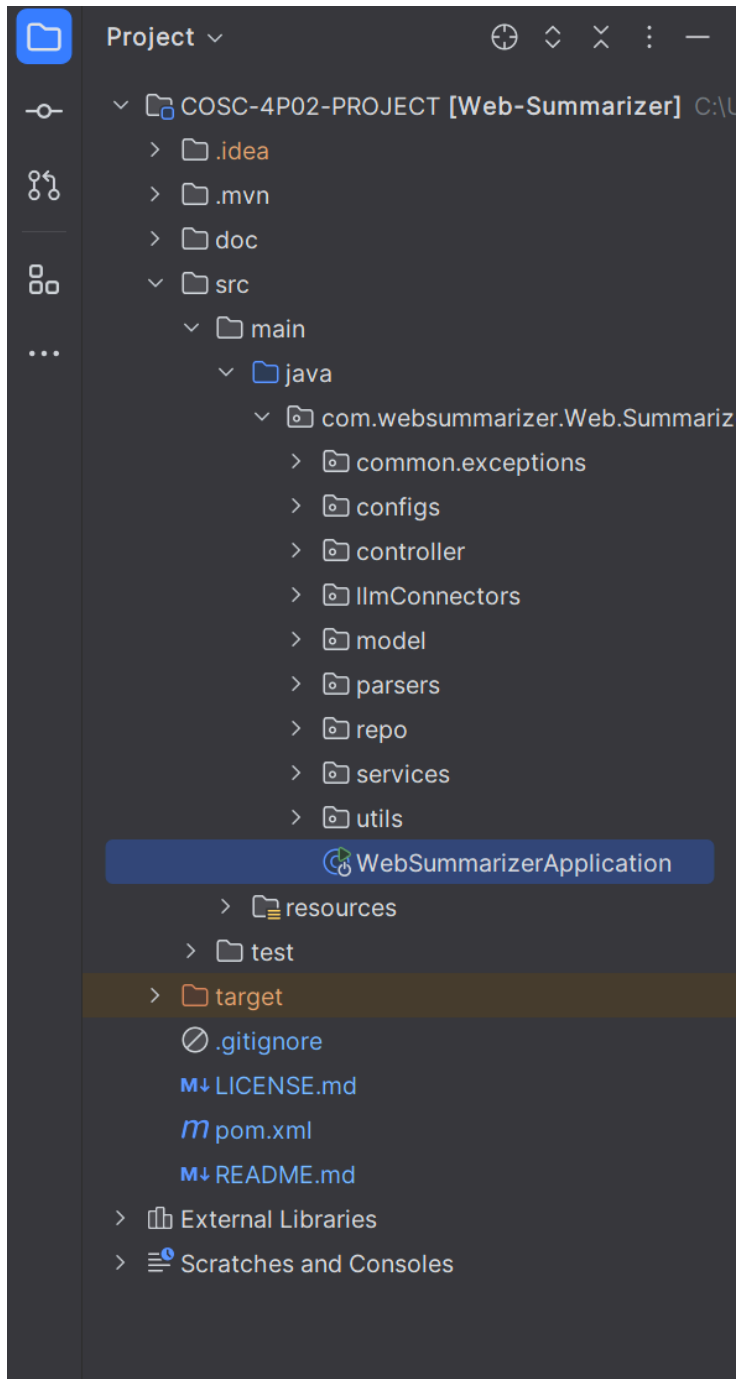 Project
COSC-4P02-PROJECT [Web-Summarizer] C:\U
.idea
.mvn
doc
src
main
java
com.websummarizer.Web.Summariz
common.exceptions
configs
controller
llmConnectors
model
parsers
repo
services
utils
WebSummarizerApplication
resources
test
target
.gitignore
M↓ LICENSE.md
m pom.xml
M↓ README.md
External Libraries
Scratches and Consoles